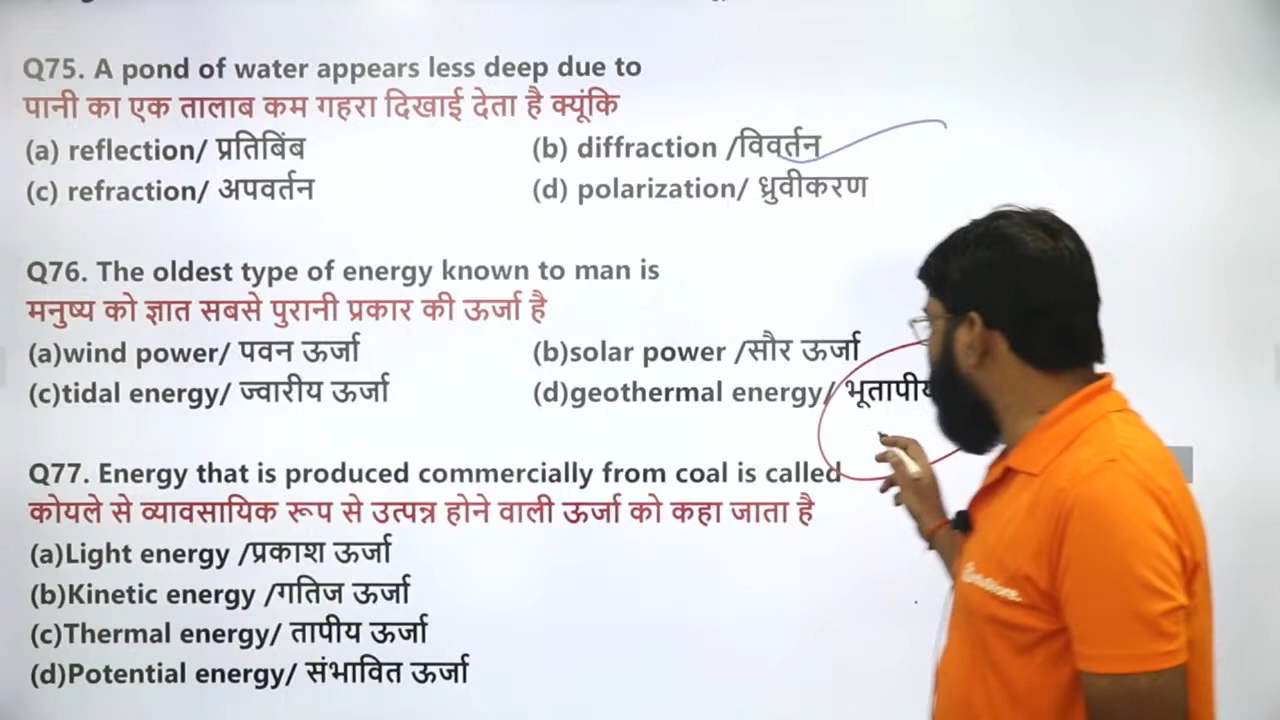 Q75. A pond of water appears less deep due to
पानी का एक तालाब कम गहरा दिखाई देता है क्यूंकि
(a) reflection/ प्रतिबिंब (b) diffraction /विवर्तन
(c) refraction/ अपवर्तन (d) polarization/ ध्रुवीकरण
Q76. The oldest type of energy known to man is
मनुष्य को ज्ञात सबसे पुरानी प्रकार की ऊर्जा है
(a)wind power/ पवन ऊर्जा (b)solar power /सौर ऊर्जा
(c)tidal energy/ ज्वारीय ऊर्जा (d)geothermal energy/ भूतापीय
Q77. Energy that is produced commercially from coal is called
कोयले से व्यावसायिक रूप से उत्पन्न होने वाली ऊर्जा को कहा जाता है
(a)Light energy /प्रकाश ऊर्जा
(b)Kinetic energy /गतिज ऊर्जा
(c)Thermal energy/ तापीय ऊर्जा
(d)Potential energy/ संभावित ऊर्जा